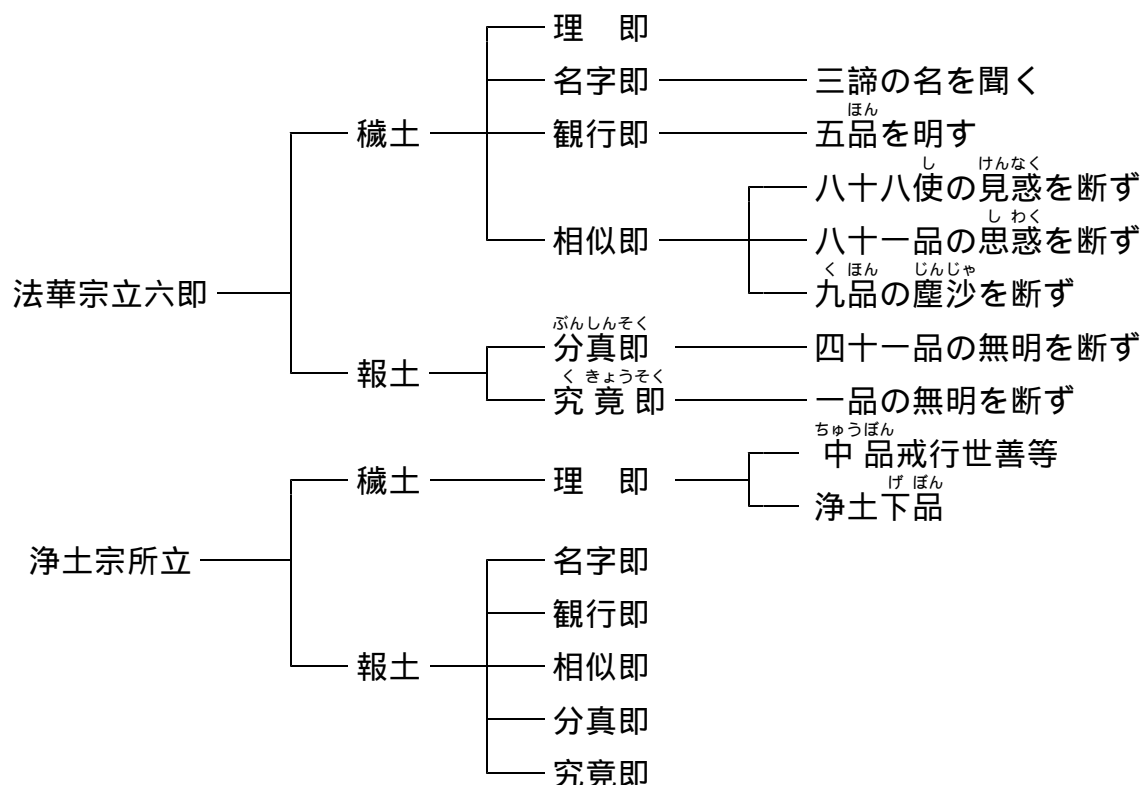 理　即
名字即　三諦の名を聞く
ほん
穢土　観行即　五品を明す
し　けんなく
八十八使の見惑を断ず
し わく
相似即　八十一品の思惑を断ず
く ほん　じんじゃ
法華宗立六即　九品の塵沙を断ず
ぶんしんそく
分真即　四十一品の無明を断ず
報土
く きょうそく
究竟即　一品の無明を断ず
ちゅうぼん
中品戒行世善等
穢土　理　即
げ ぼん
浄土下品
浄土宗所立　名字即
観行即
報土　相似即
分真即
究竟即